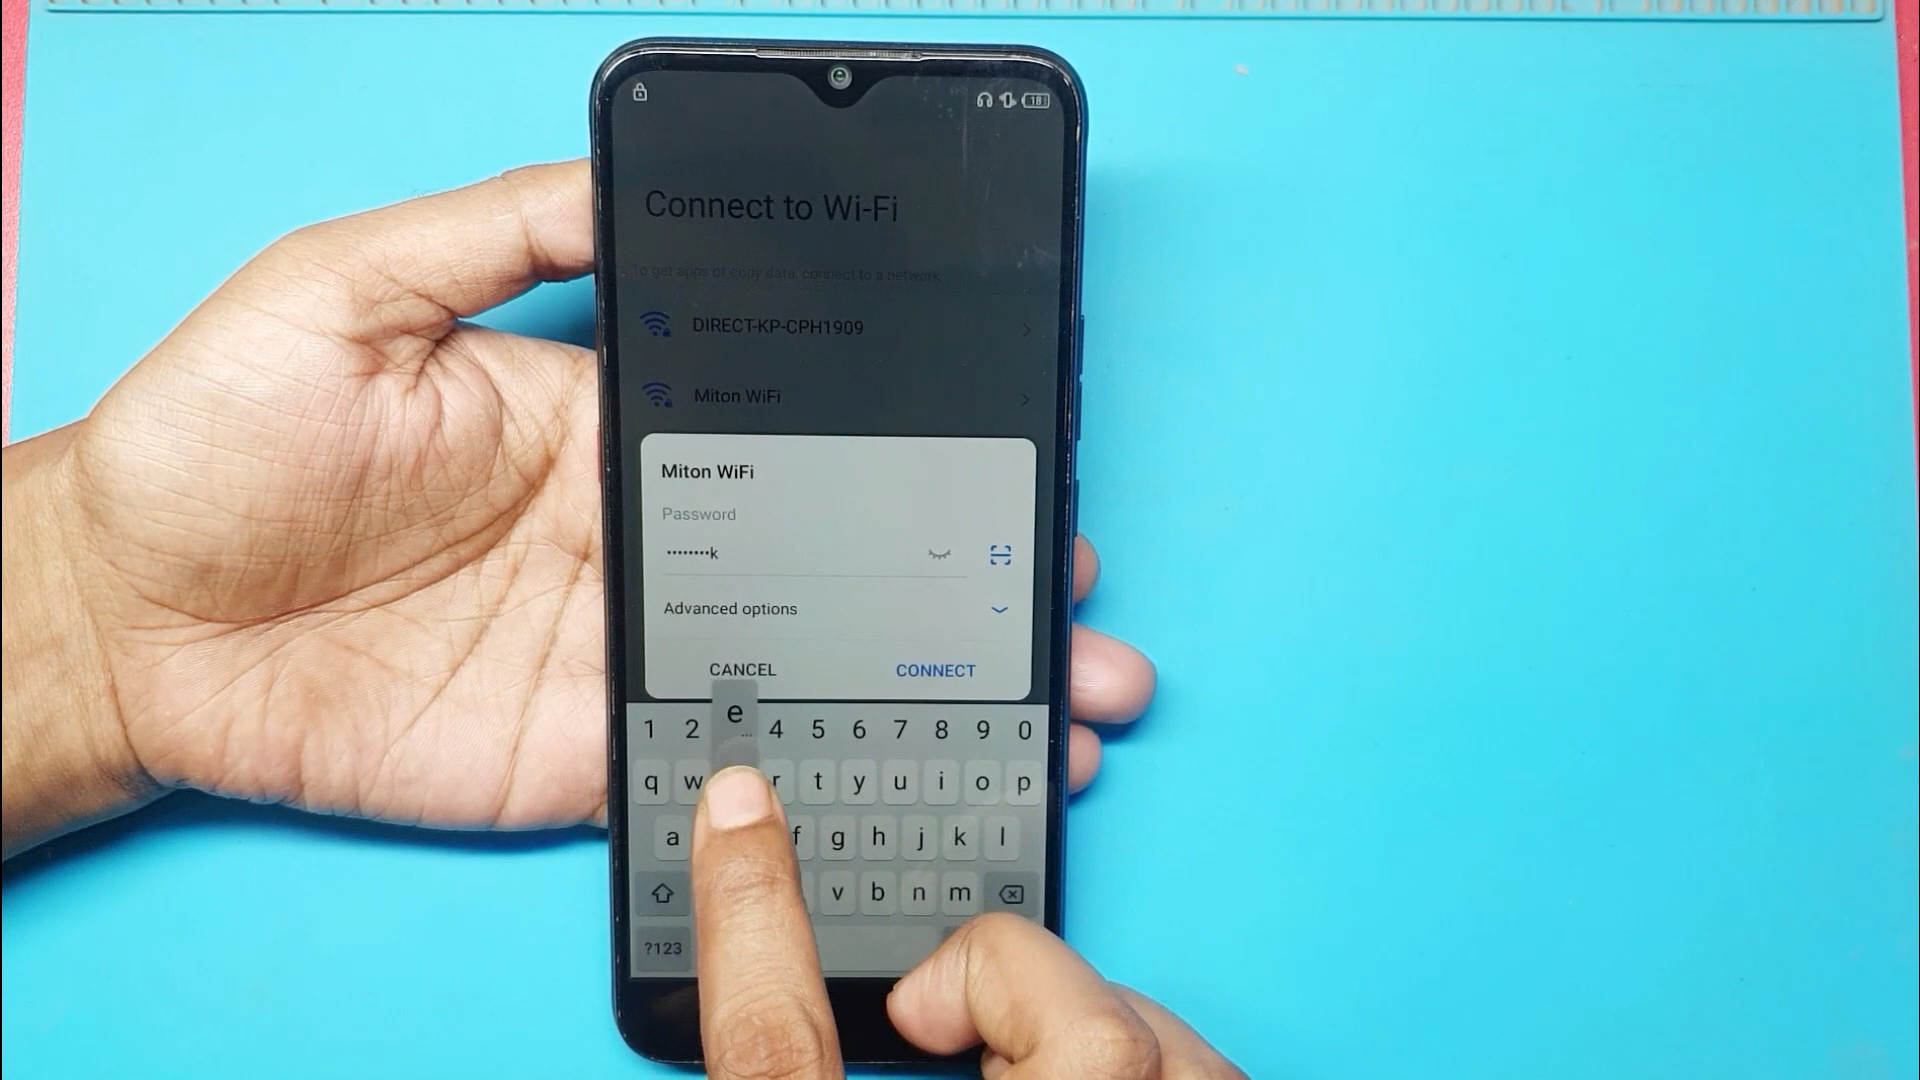 18
Connect to Wi-Fi
To get apps or copy data, connect to a network
DIRECT-KP-CPH1909
Miton WiFi
Miton WiFi
Password
••••••••k
Advanced options
CANCEL CONNECT
e
1 2 4 5 6 7 8 9 0
q w r t y u i o p
a f g h j k l
v b n m
?123